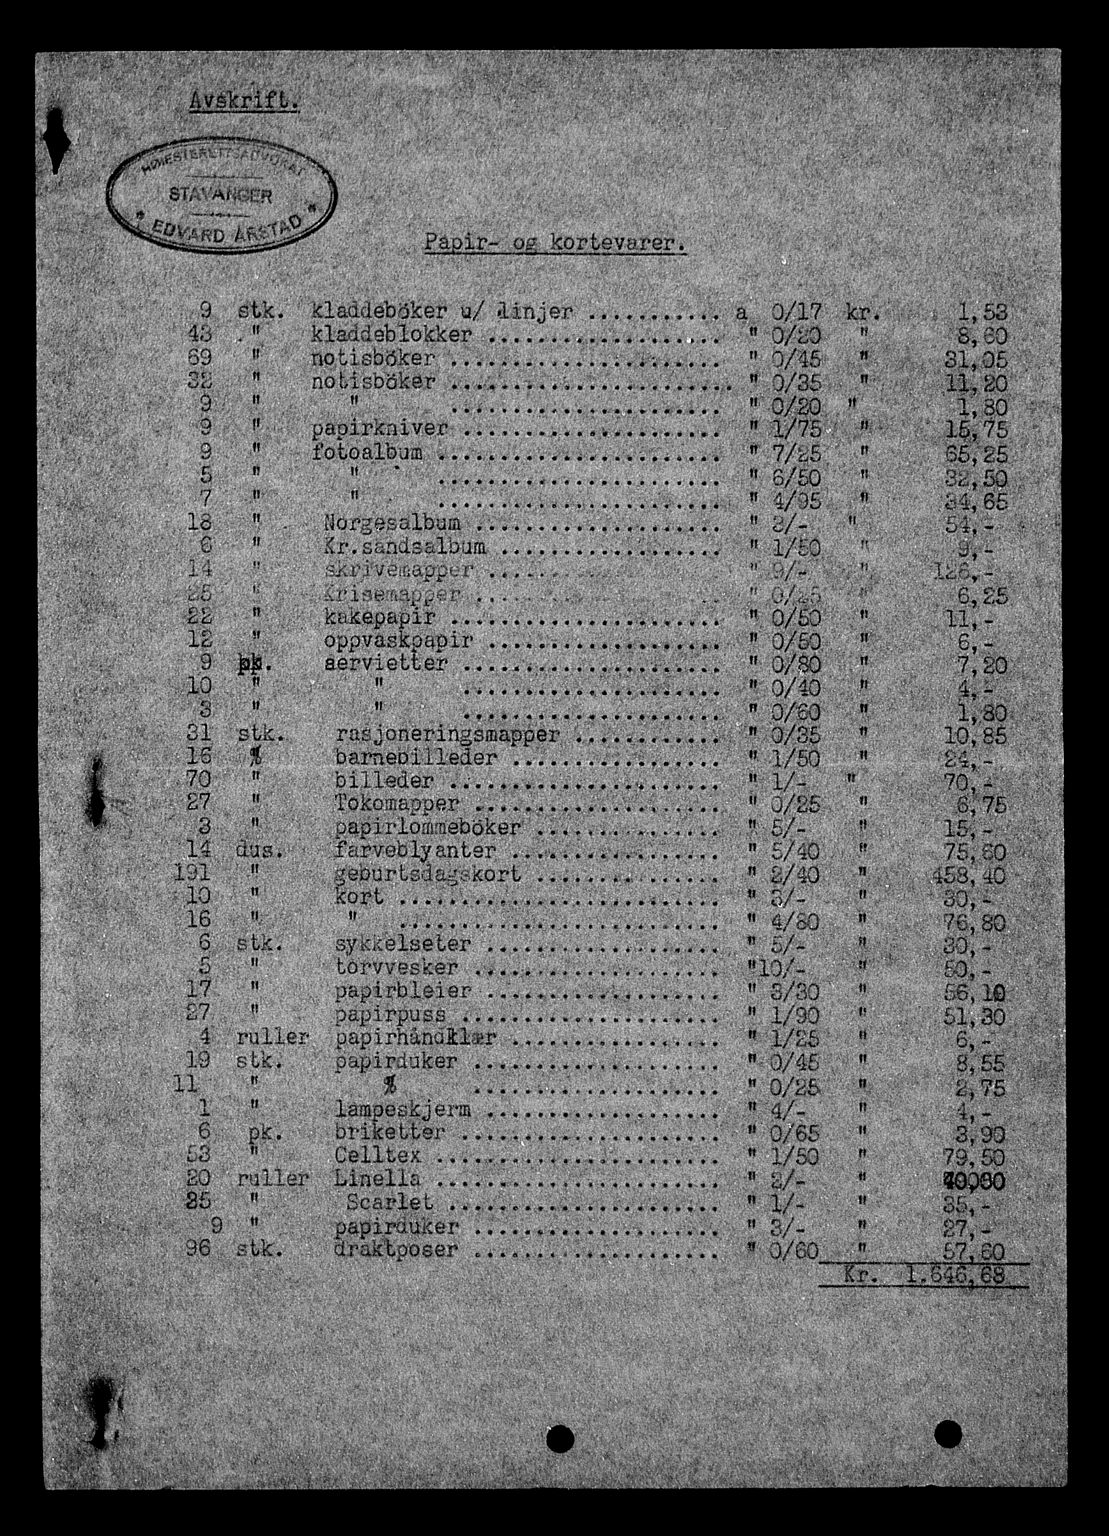 Avskrift.
HØIESTERETTSADVOKAT
STAVANGER
* EDVARD ÅRSTAD *
Papir- og kortevarer.
9 stk. kladdeböker u/ linjer ........... a 0/17 kr. 1,53
43 " kladdeblokker ................... " 0/20 " 8,60
69 " notisböker ...................... " 0/45 " 31,05
32 " notisböker ....................... " 0/35 " 11,20
9 " " ...................... " 0/20 " 1,80
9 " papirkniver ..................... " 1/75 " 15,75
9 " fotoalbum ....................... " 7/25 " 65,25
5 " " ....................... " 6/50 " 32,50
7 " " ....................... " 4/95 " 34,65
18 " Norgesalbum .................... " 3/- " 54,-
6 " Kr.sandsalbum .................. " 1/50 " 9,-
14 " skrivemapper ................... " 9/- " 126,-
25 " Krisemapper .................... " 0/25 " 6,25
22 " kakepapir ...................... " 0/50 " 11,-
12 " oppvaskpapir ................... " 0/50 " 6,-
9 pk. servietter ..................... " 0/80 " 7,20
10 " " ..................... " 0/40 " 4,-
3 " " ..................... " 0/60 " 1,80
31 stk. rasjoneringsmapper ............ " 0/35 " 10,85
16 " barnebilleder ................. " 1/50 " 24,-
70 " billeder ...................... " 1/- " 70,-
27 " Tokomapper .................... " 0/25 " 6,75
3 " papirlommeböker ............... " 5/- " 15,-
14 dus. farveblyanter ................. " 5/40 " 75,60
191 " geburtsdagskort ............... " 2/40 " 458,40
10 " kort .......................... " 3/- " 30,-
16 " " .......................... " 4/80 " 76,80
6 stk. sykkelseter ................... " 5/- " 30,-
5 " torvvesker .................... "10/- " 50,-
17 " papirbleier ................... " 3/30 " 56,10
27 " papirpuss ..................... " 1/90 " 51,30
4 ruller papirhåndklær ................. " 1/25 " 6,-
19 stk. papirduker .................... " 0/45 " 8,55
11 " " .................... " 0/25 " 2,75
1 " lampeskjerm ................... " 4/- " 4,-
6 pk. briketter ..................... " 0/65 " 3,90
53 " Celltex ....................... " 1/50 " 79,50
20 ruller Linella ....................... " 2/- "
35 " Scarlet ...................... " 1/- " 35,-
9 " papirduker .................... " 3/- " 27,-
96 stk. draktposer .................... " 0/60 " 57,60
Kr. 1.646,68